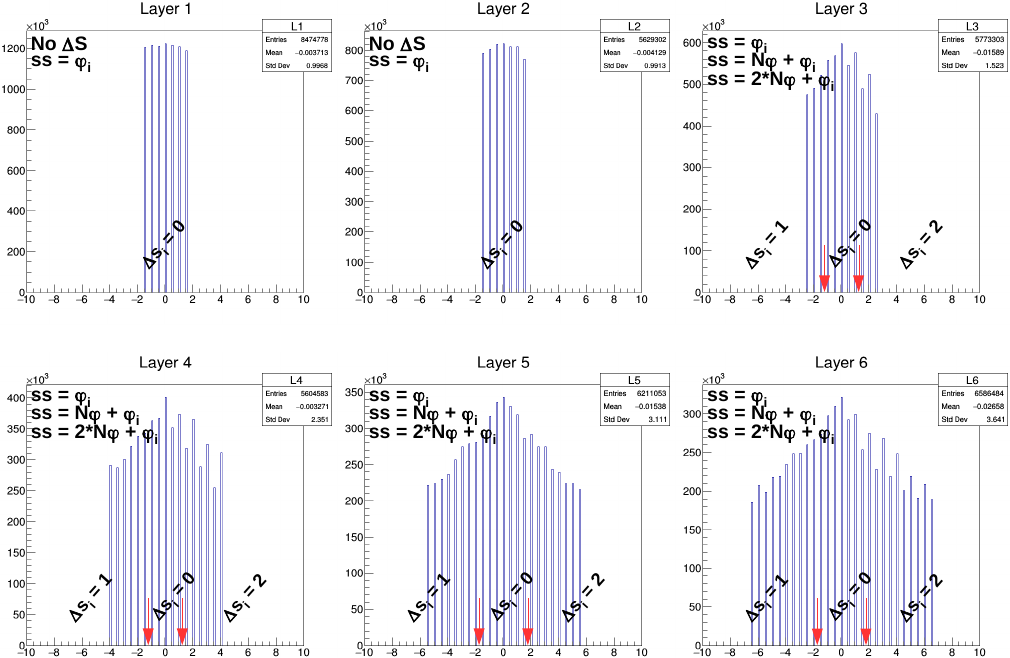 Layer 1
×10³
No ΔS
ss = φi
L1
Entries 8474778
Mean −0.003713
Std Dev 0.9968
1200
1000
800
600
400
200
0
Δsi = 0
−10 −8 −6 −4 −2 0 2 4 6 8 10
Layer 2
×10³
No ΔS
ss = φi
L2
Entries 5629302
Mean −0.004129
Std Dev 0.9913
800
700
600
500
400
300
200
100
0
Δsi = 0
−10 −8 −6 −4 −2 0 2 4 6 8 10
Layer 3
×10³
ss = φi
ss = Nφ + φi
ss = 2*Nφ + φi
L3
Entries 5773303
Mean −0.01589
Std Dev 1.523
600
500
400
300
200
100
0
Δsi = 1
Δsi = 0
Δsi = 2
−10 −8 −6 −4 −2 0 2 4 6 8 10
Layer 4
×10³
ss = φi
ss = Nφ + φi
ss = 2*Nφ + φi
L4
Entries 5604583
Mean −0.003271
Std Dev 2.351
400
350
300
250
200
150
100
50
0
Δsi = 1
Δsi = 0
Δsi = 2
−10 −8 −6 −4 −2 0 2 4 6 8 10
Layer 5
×10³
ss = φi
ss = Nφ + φi
ss = 2*Nφ + φi
L5
Entries 6211053
Mean −0.01538
Std Dev 3.111
350
300
250
200
150
100
50
0
Δsi = 1
Δsi = 0
Δsi = 2
−10 −8 −6 −4 −2 0 2 4 6 8 10
Layer 6
×10³
ss = φi
ss = Nφ + φi
ss = 2*Nφ + φi
L6
Entries 6586484
Mean −0.02658
Std Dev 3.641
300
250
200
150
100
50
0
Δsi = 1
Δsi = 0
Δsi = 2
−10 −8 −6 −4 −2 0 2 4 6 8 10